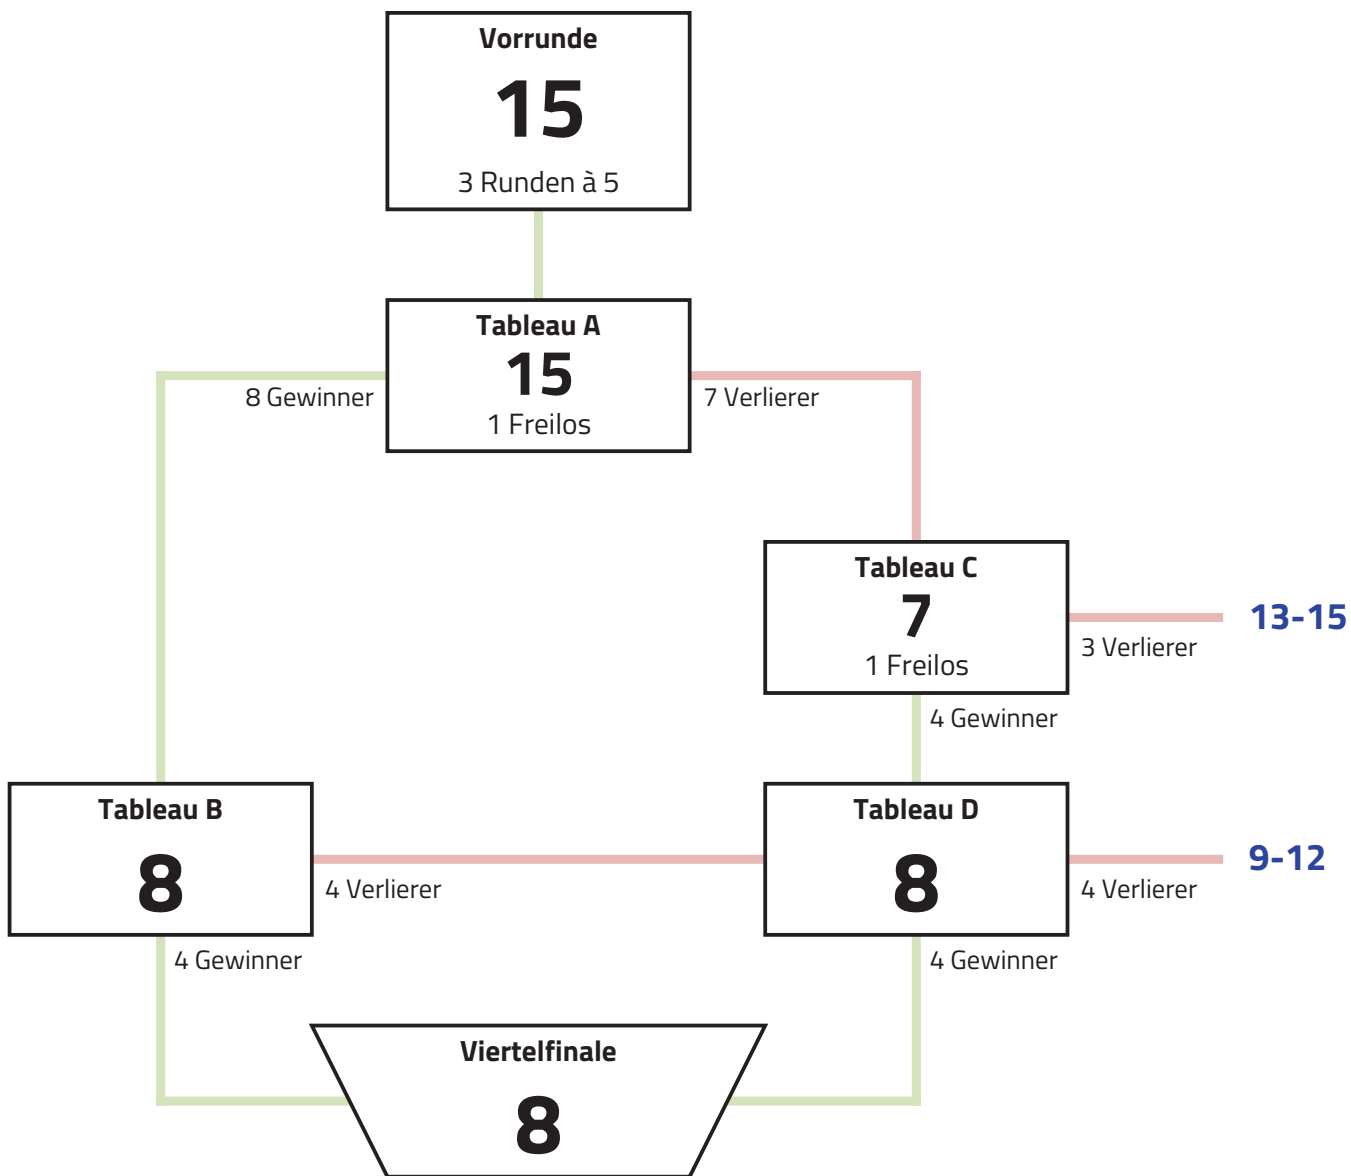 Vorrunde
15
3 Runden à 5
Tableau A
15
1 Freilos
8 Gewinner
7 Verlierer
Tableau C
7
1 Freilos
13-15
3 Verlierer
4 Gewinner
Tableau B
8
4 Verlierer
4 Gewinner
Tableau D
8
9-12
4 Verlierer
4 Gewinner
Viertelfinale
8